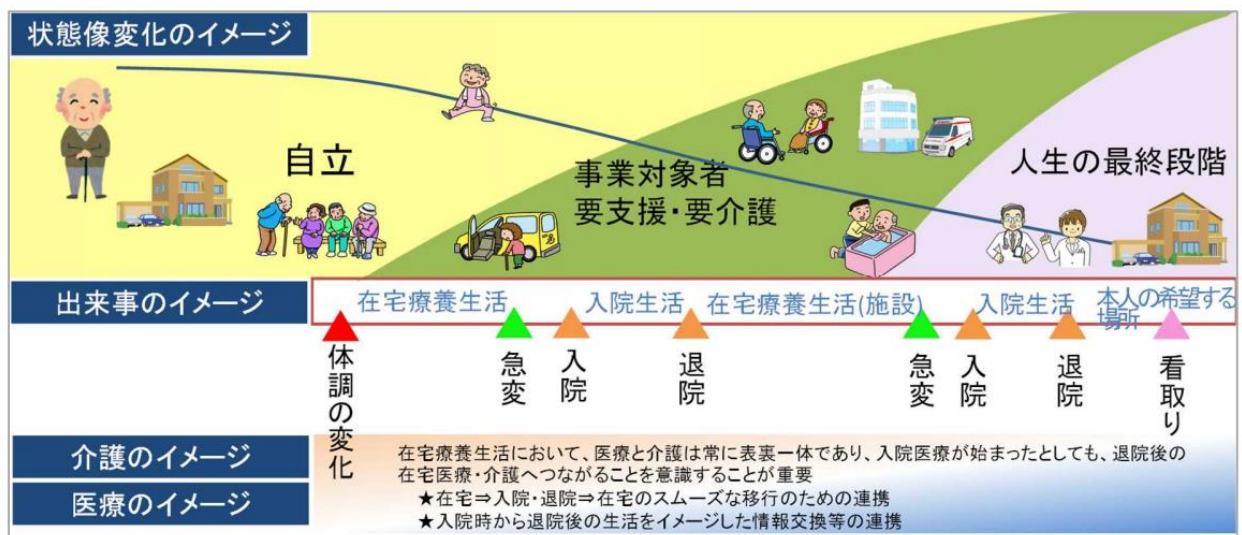 状態像変化のイメージ
自立
事業対象者
要支援・要介護
人生の最終段階
出来事のイメージ
在宅療養生活
入院生活
在宅療養生活(施設)
入院生活
本人の希望する
場所
体調の変化
急変
入院
退院
急変
入院
退院
看取り
介護のイメージ
医療のイメージ
在宅療養生活において、医療と介護は常に表裏一体であり、入院医療が始まったとしても、退院後の
在宅医療・介護へつながることを意識することが重要
★在宅⇒入院・退院⇒在宅のスムーズな移行のための連携
★入院時から退院後の生活をイメージした情報交換等の連携